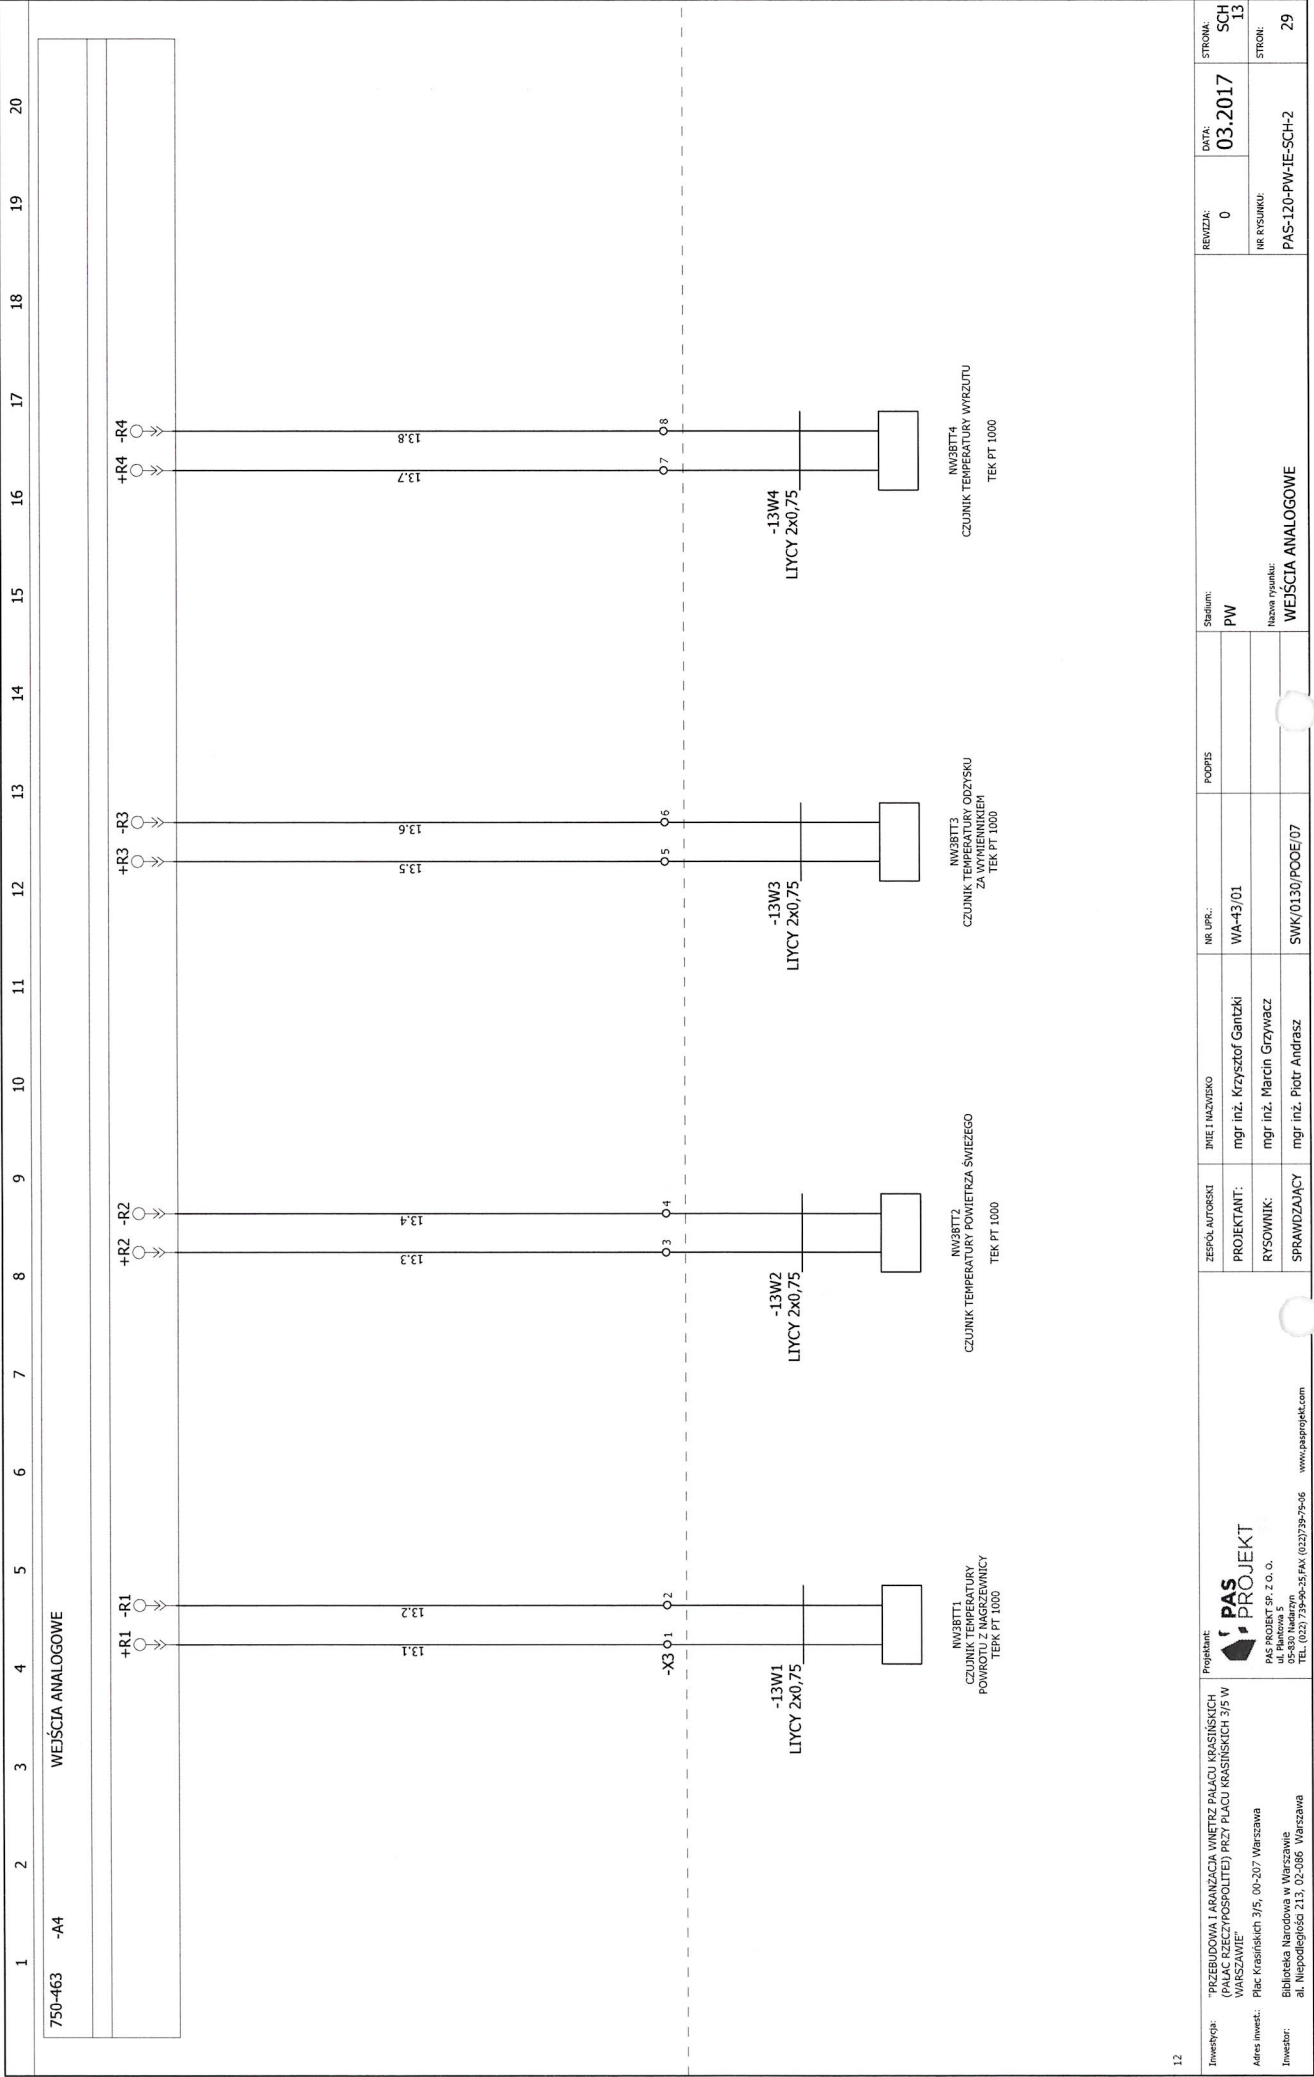 1 2 3 4 5 6 7 8 9 10 11 12 13 14 15 16 17 18 19 20
750-463 -A4 WEJŚCIA ANALOGOWE
+R1 -R1 +R2 -R2 +R3 -R3 +R4 -R4
13.1 13.2 13.3 13.4 13.5 13.6 13.7 13.8
-X3 1 2 3 4 5 6 7 8
-13W1
LIYCY 2x0,75
-13W2
LIYCY 2x0,75
-13W3
LIYCY 2x0,75
-13W4
LIYCY 2x0,75
NW3BTT1
CZUJNIK TEMPERATURY
POWROTU Z NAGRZEWNICY
TEPK PT 1000
NW3BTT2
CZUJNIK TEMPERATURY POWIETRZA ŚWIEŻEGO
TEK PT 1000
NW3BTT3
CZUJNIK TEMPERATURY ODZYSKU
ZA WYMIENNIKIEM
TEK PT 1000
NW3BTT4
CZUJNIK TEMPERATURY WYRZUTU
TEK PT 1000
12
Inwestycja: "PRZEBUDOWA I ARANŻACJA WNĘTRZ PAŁACU KRASIŃSKICH
(PAŁAC RZECZYPOSPOLITEJ) PRZY PLACU KRASIŃSKICH 3/5 W
WARSZAWIE"
Adres inwest.: Plac Krasińskich 3/5, 00-207 Warszawa
Inwestor: Biblioteka Narodowa w Warszawie
al. Niepodległości 213, 02-086 Warszawa
Projektant:
PAS
PROJEKT
PAS PROJEKT SP. Z O. O.
ul. Plantowa 5
05-830 Nadarzyn
TEL. (022) 739-90-25,FAX (022)739-79-06 www.pasprojekt.com
ZESPÓŁ AUTORSKI IMIĘ I NAZWISKO NR UPR.: PODPIS
PROJEKTANT: mgr inż. Krzysztof Gantzki WA-43/01
RYSOWNIK: mgr inż. Marcin Grzywacz
SPRAWDZAJĄCY mgr inż. Piotr Andrasz SWK/0130/POOE/07
Stadium:
PW
Nazwa rysunku:
WEJŚCIA ANALOGOWE
REWIZJA:
0
DATA:
03.2017
STRONA:
SCH
13
NR RYSUNKU:
PAS-120-PW-IE-SCH-2
STRON:
29